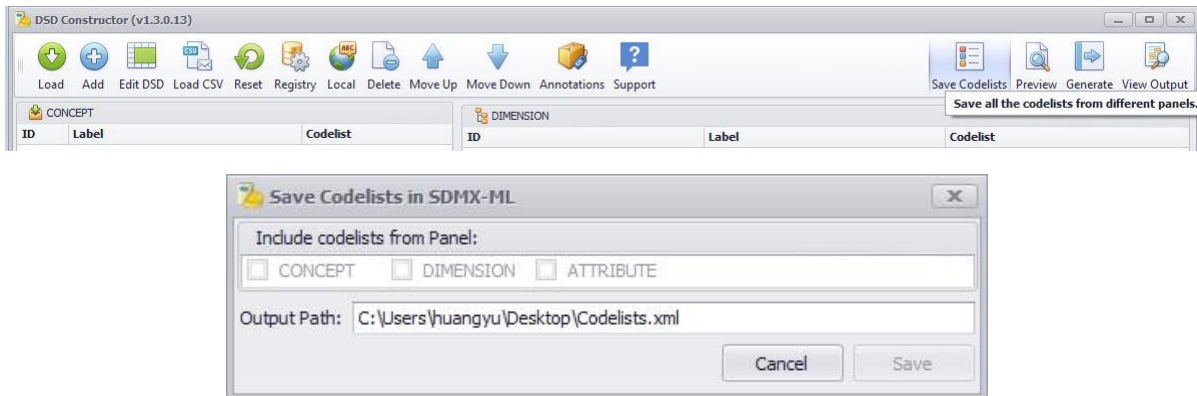 DSD Constructor (v1.3.0.13)
ABC
CSV
Load Add Edit DSD Load CSV Reset Registry Local Delete Move Up Move Down Annotations Support Save Codelists Preview Generate View Output
Save all the codelists from different panels.
CONCEPT DIMENSION
ID Label Codelist ID Label Codelist
Save Codelists in SDMX-ML
Include codelists from Panel:
CONCEPT DIMENSION ATTRIBUTE
Output Path: C:\Users\huangyu\Desktop\Codelists.xml
Cancel Save